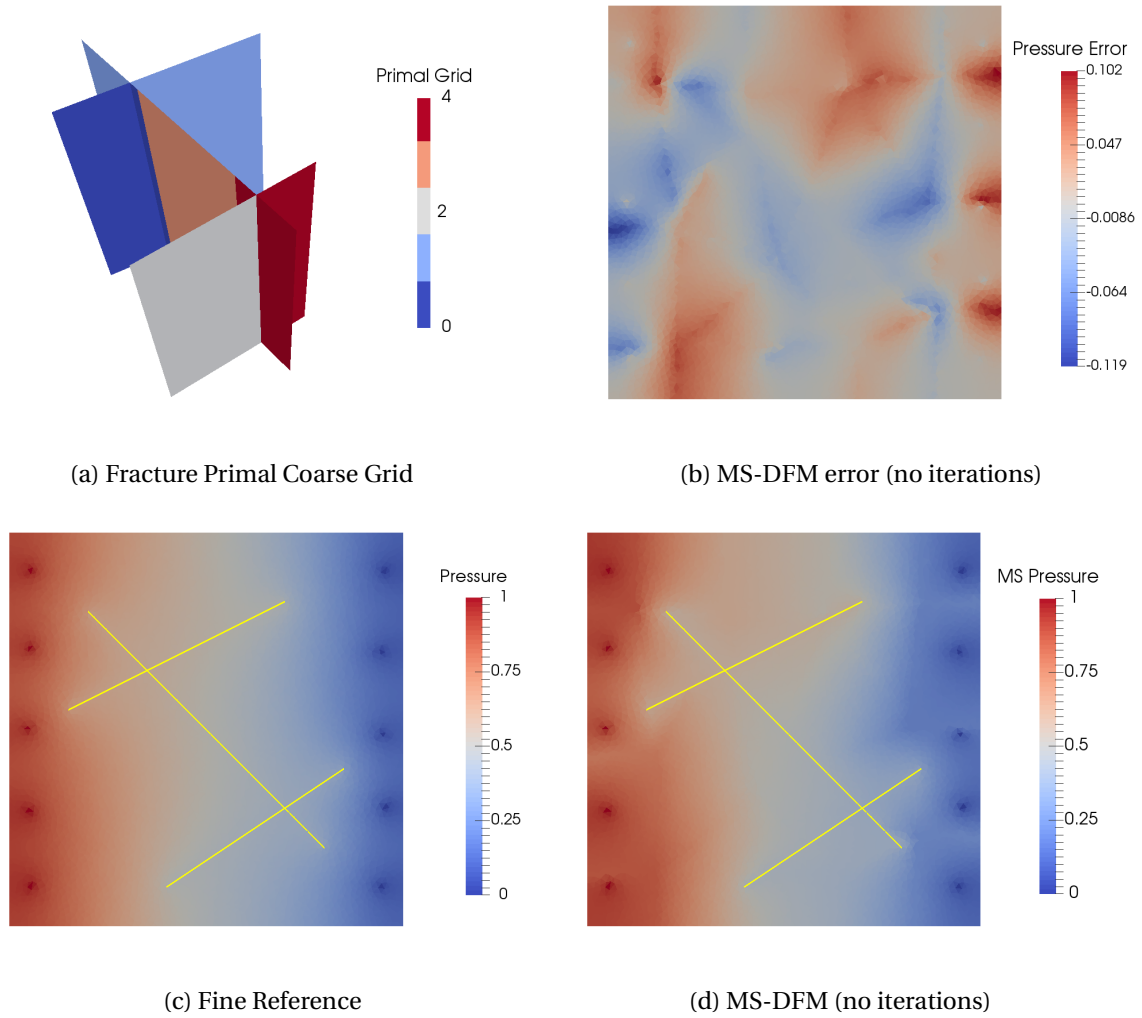 Primal Grid
4
2
0
(a) Fracture Primal Coarse Grid
Pressure Error
0.102
0.047
-0.0086
-0.064
-0.119
(b) MS-DFM error (no iterations)
Pressure
1
0.75
0.5
0.25
0
(c) Fine Reference
MS Pressure
1
0.75
0.5
0.25
0
(d) MS-DFM (no iterations)